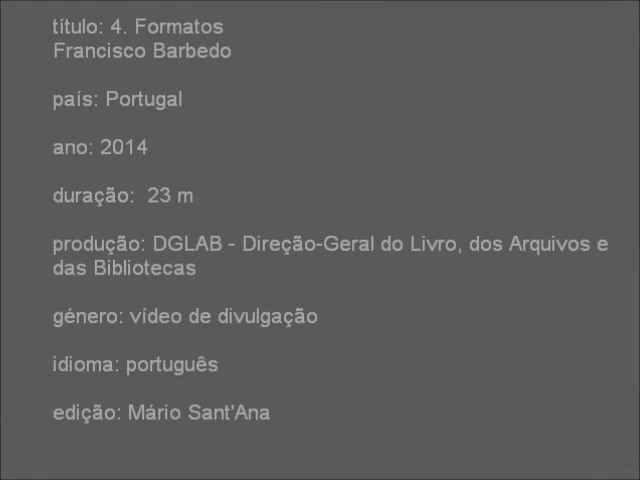 título: 4. Formatos
Francisco Barbedo
país: Portugal
ano: 2014
duração:  23 m
produção: DGLAB - Direção-Geral do Livro, dos Arquivos e
das Bibliotecas
género: vídeo de divulgação
idioma: português
edição: Mário Sant'Ana